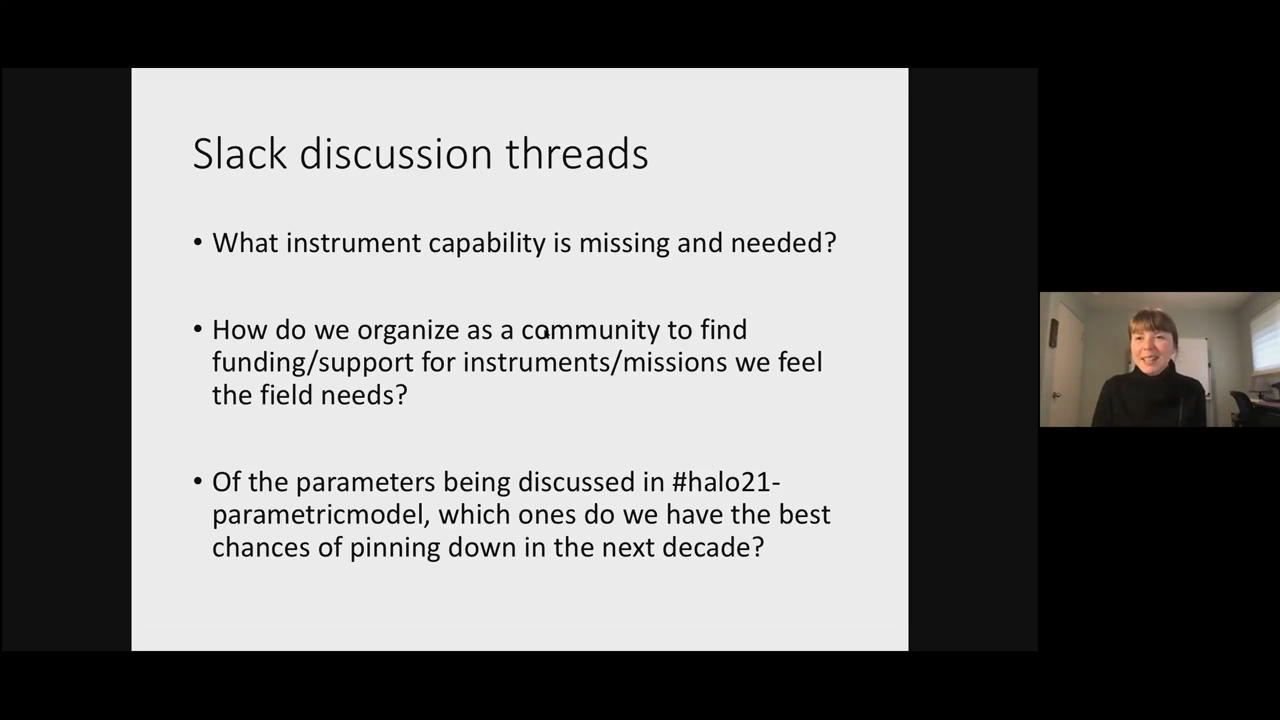 Slack discussion threads
• What instrument capability is missing and needed?
• How do we organize as a community to find
funding/support for instruments/missions we feel
the field needs?
• Of the parameters being discussed in #halo21-
parametricmodel, which ones do we have the best
chances of pinning down in the next decade?